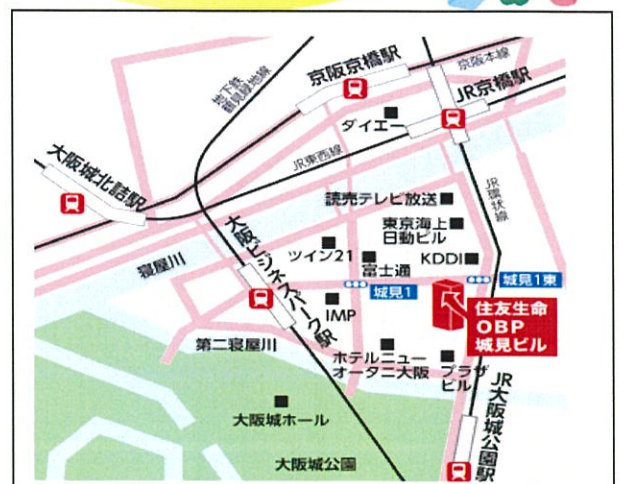 京阪京橋駅
京阪本線
地下鉄
鶴見緑地線
JR京橋駅
ダイエー
大阪城北詰駅
JR東西線
JR環状線
読売テレビ放送
東京海上
日動ビル
大阪ビジネスパーク駅
ツイン21
富士通
KDDI
寝屋川
城見1
城見1東
IMP
住友生命
OBP
城見ビル
第二寝屋川
ホテルニュー
オータニ大阪
プラザ
ビル
JR大阪城公園駅
大阪城ホール
大阪城公園